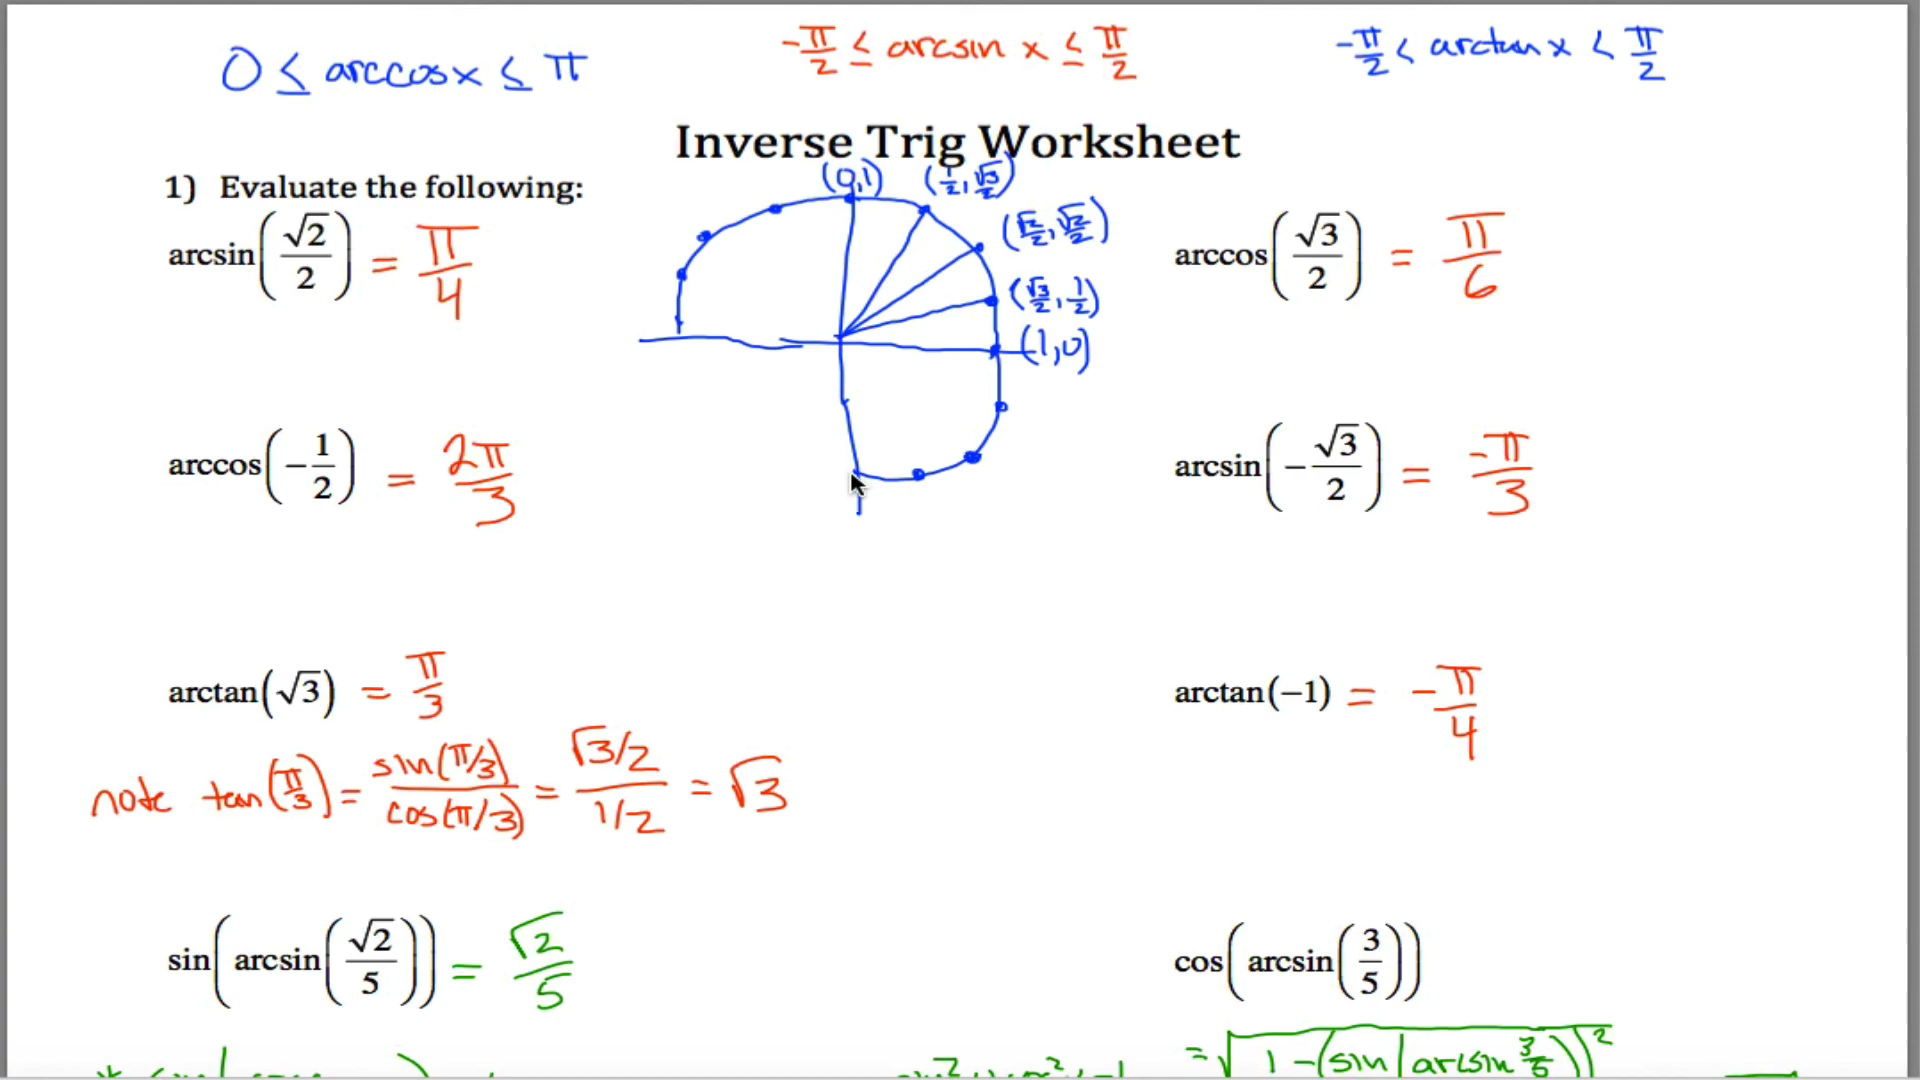 0 ≤ arccosx ≤ π
-π/2 ≤ arcsin x ≤ π/2
-π/2 < arctanx < π/2
Inverse Trig Worksheet
1) Evaluate the following:
(0,1)
(1/2, √3/2)
(√2/2, √2/2)
(√3/2, 1/2)
(1,0)
arcsin(√2/2) = π/4
arccos(√3/2) = π/6
arccos(-1/2) = 2π/3
arcsin(-√3/2) = -π/3
arctan(√3) = π/3
arctan(-1) = -π/4
note tan(π/3) = sin(π/3)/cos(π/3) = √3/2 / 1/2 = √3
sin(arcsin(√2/5)) = √2/5
cos(arcsin(3/5))
= √1-(sin(arcsin 3/5))²